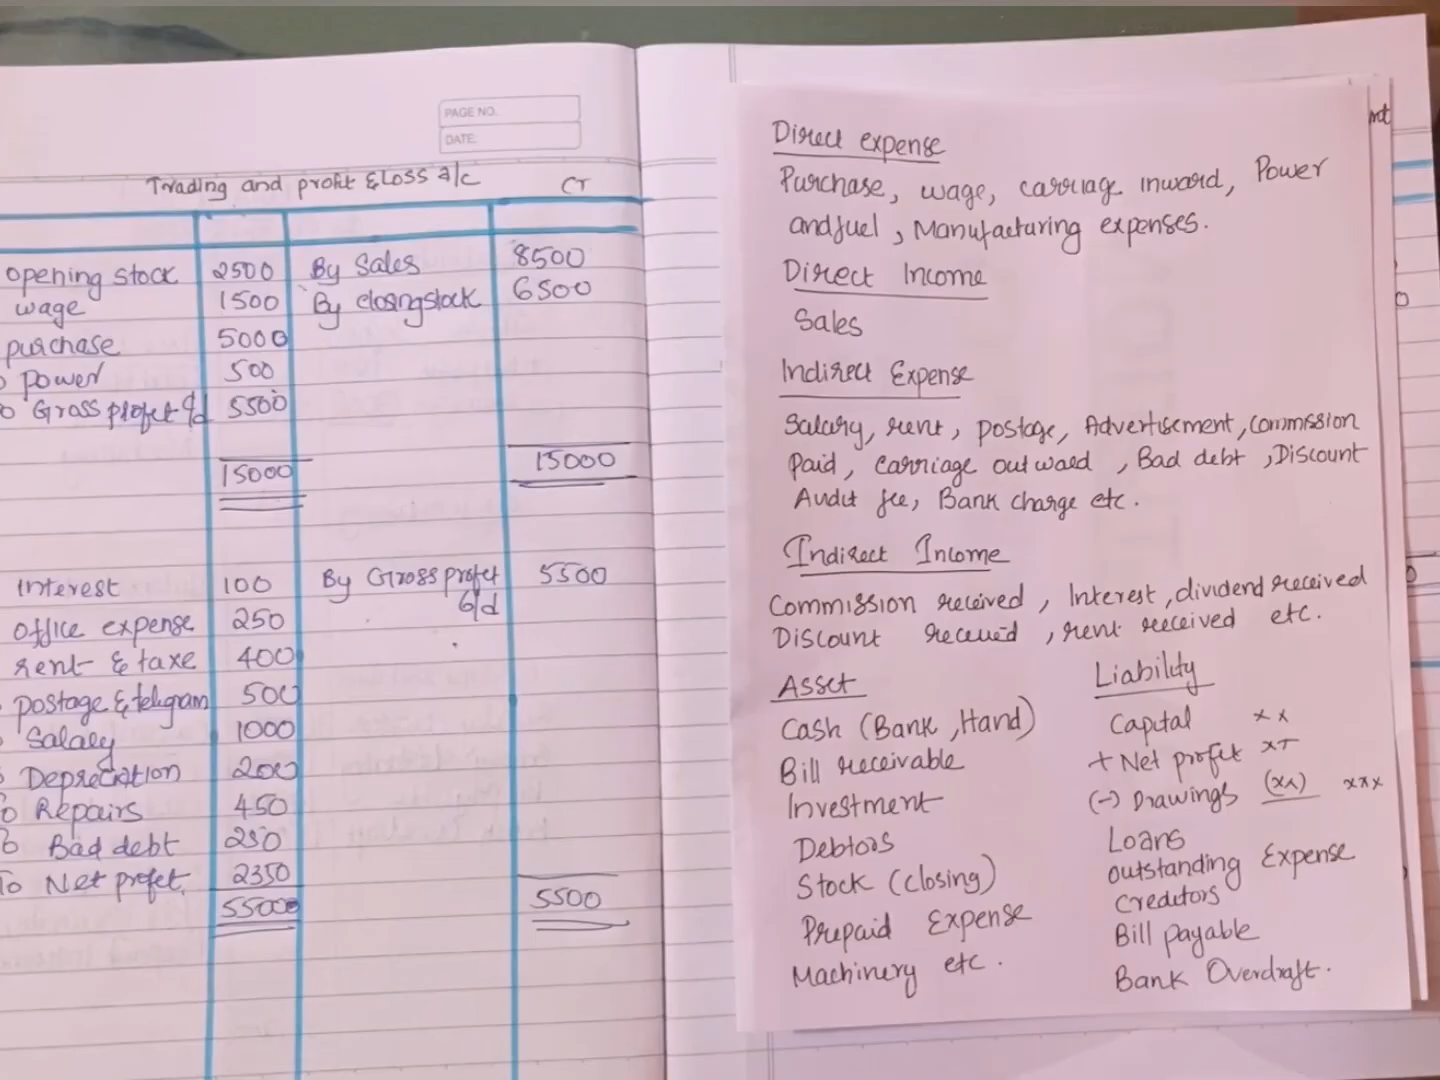 PAGE NO.
DATE:
Trading and profit & Loss a/c Cr
opening stock 2500 By Sales 8500
wage 1500 By closing stock 6500
purchase 5000
o power 500
o Gross profet c/d 5500
15000 15000
Interest 100 By Gross profet 5500
b/d
office expense 250
rent & taxe 400
postage & telegram 500
Salary 1000
Depreciation 200
o Repairs 450
o Bad debt 250
To Net profet 2350
5500 5500
Direct expense
Purchase, wage, carriage inward, Power
and fuel, Manufacturing expenses.
Direct Income
Sales
Indirect Expense
Salary, rent, postage, Advertisement, Commission
Paid, carriage outward, Bad debt, Discount
Audit fee, Bank charge etc.
Indirect Income
Commission received, Interest, dividend received
Discount received, rent received etc.
Asset Liability
Cash (Bank, Hand) Capital xx
Bill receivable + Net profit xx
Investment (-) Drawings (xx) xxx
Debtors Loans
Stock (closing) outstanding Expense
Prepaid Expense Creditors
Machinery etc. Bill payable
Bank Overdraft.